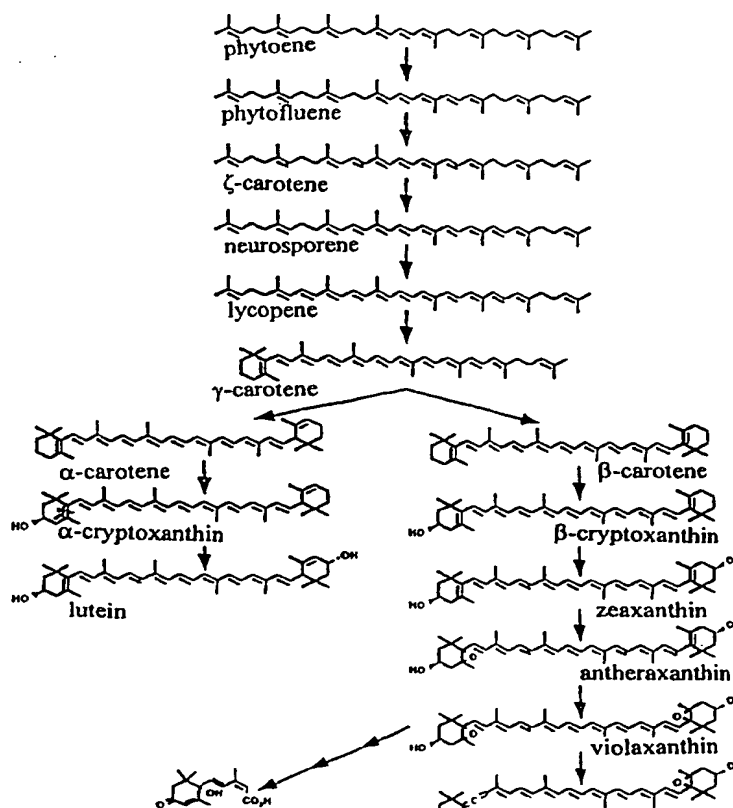 phytoene
phytofluene
ζ-carotene
neurosporene
lycopene
γ-carotene
α-carotene
β-carotene
HO
α-cryptoxanthin
HO
β-cryptoxanthin
OH
HO
lutein
O
HO
zeaxanthin
O
HO
O
antheraxanthin
O
HO
O
O
violaxanthin
O
OH
O
CO₂H
C
O